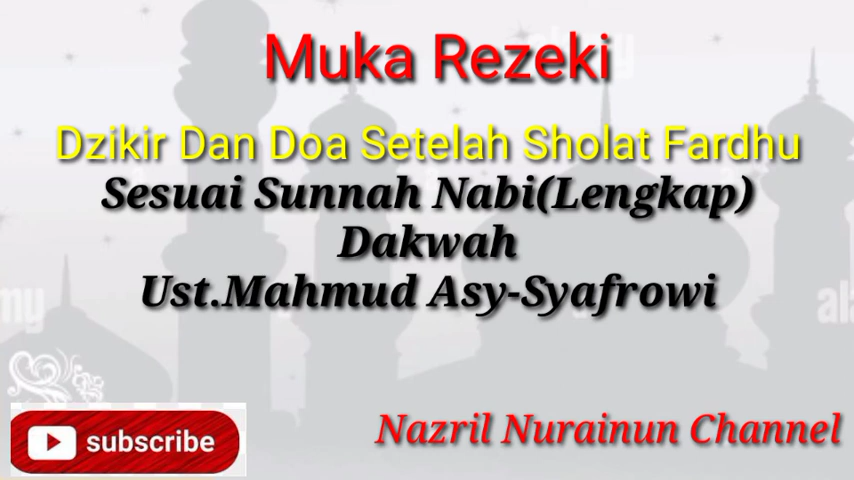 Muka Rezeki
Dzikir Dan Doa Setelah Sholat Fardhu
Sesuai Sunnah Nabi(Lengkap)
Dakwah
Ust.Mahmud Asy-Syafrowi
subscribe
Nazril Nurainun Channel